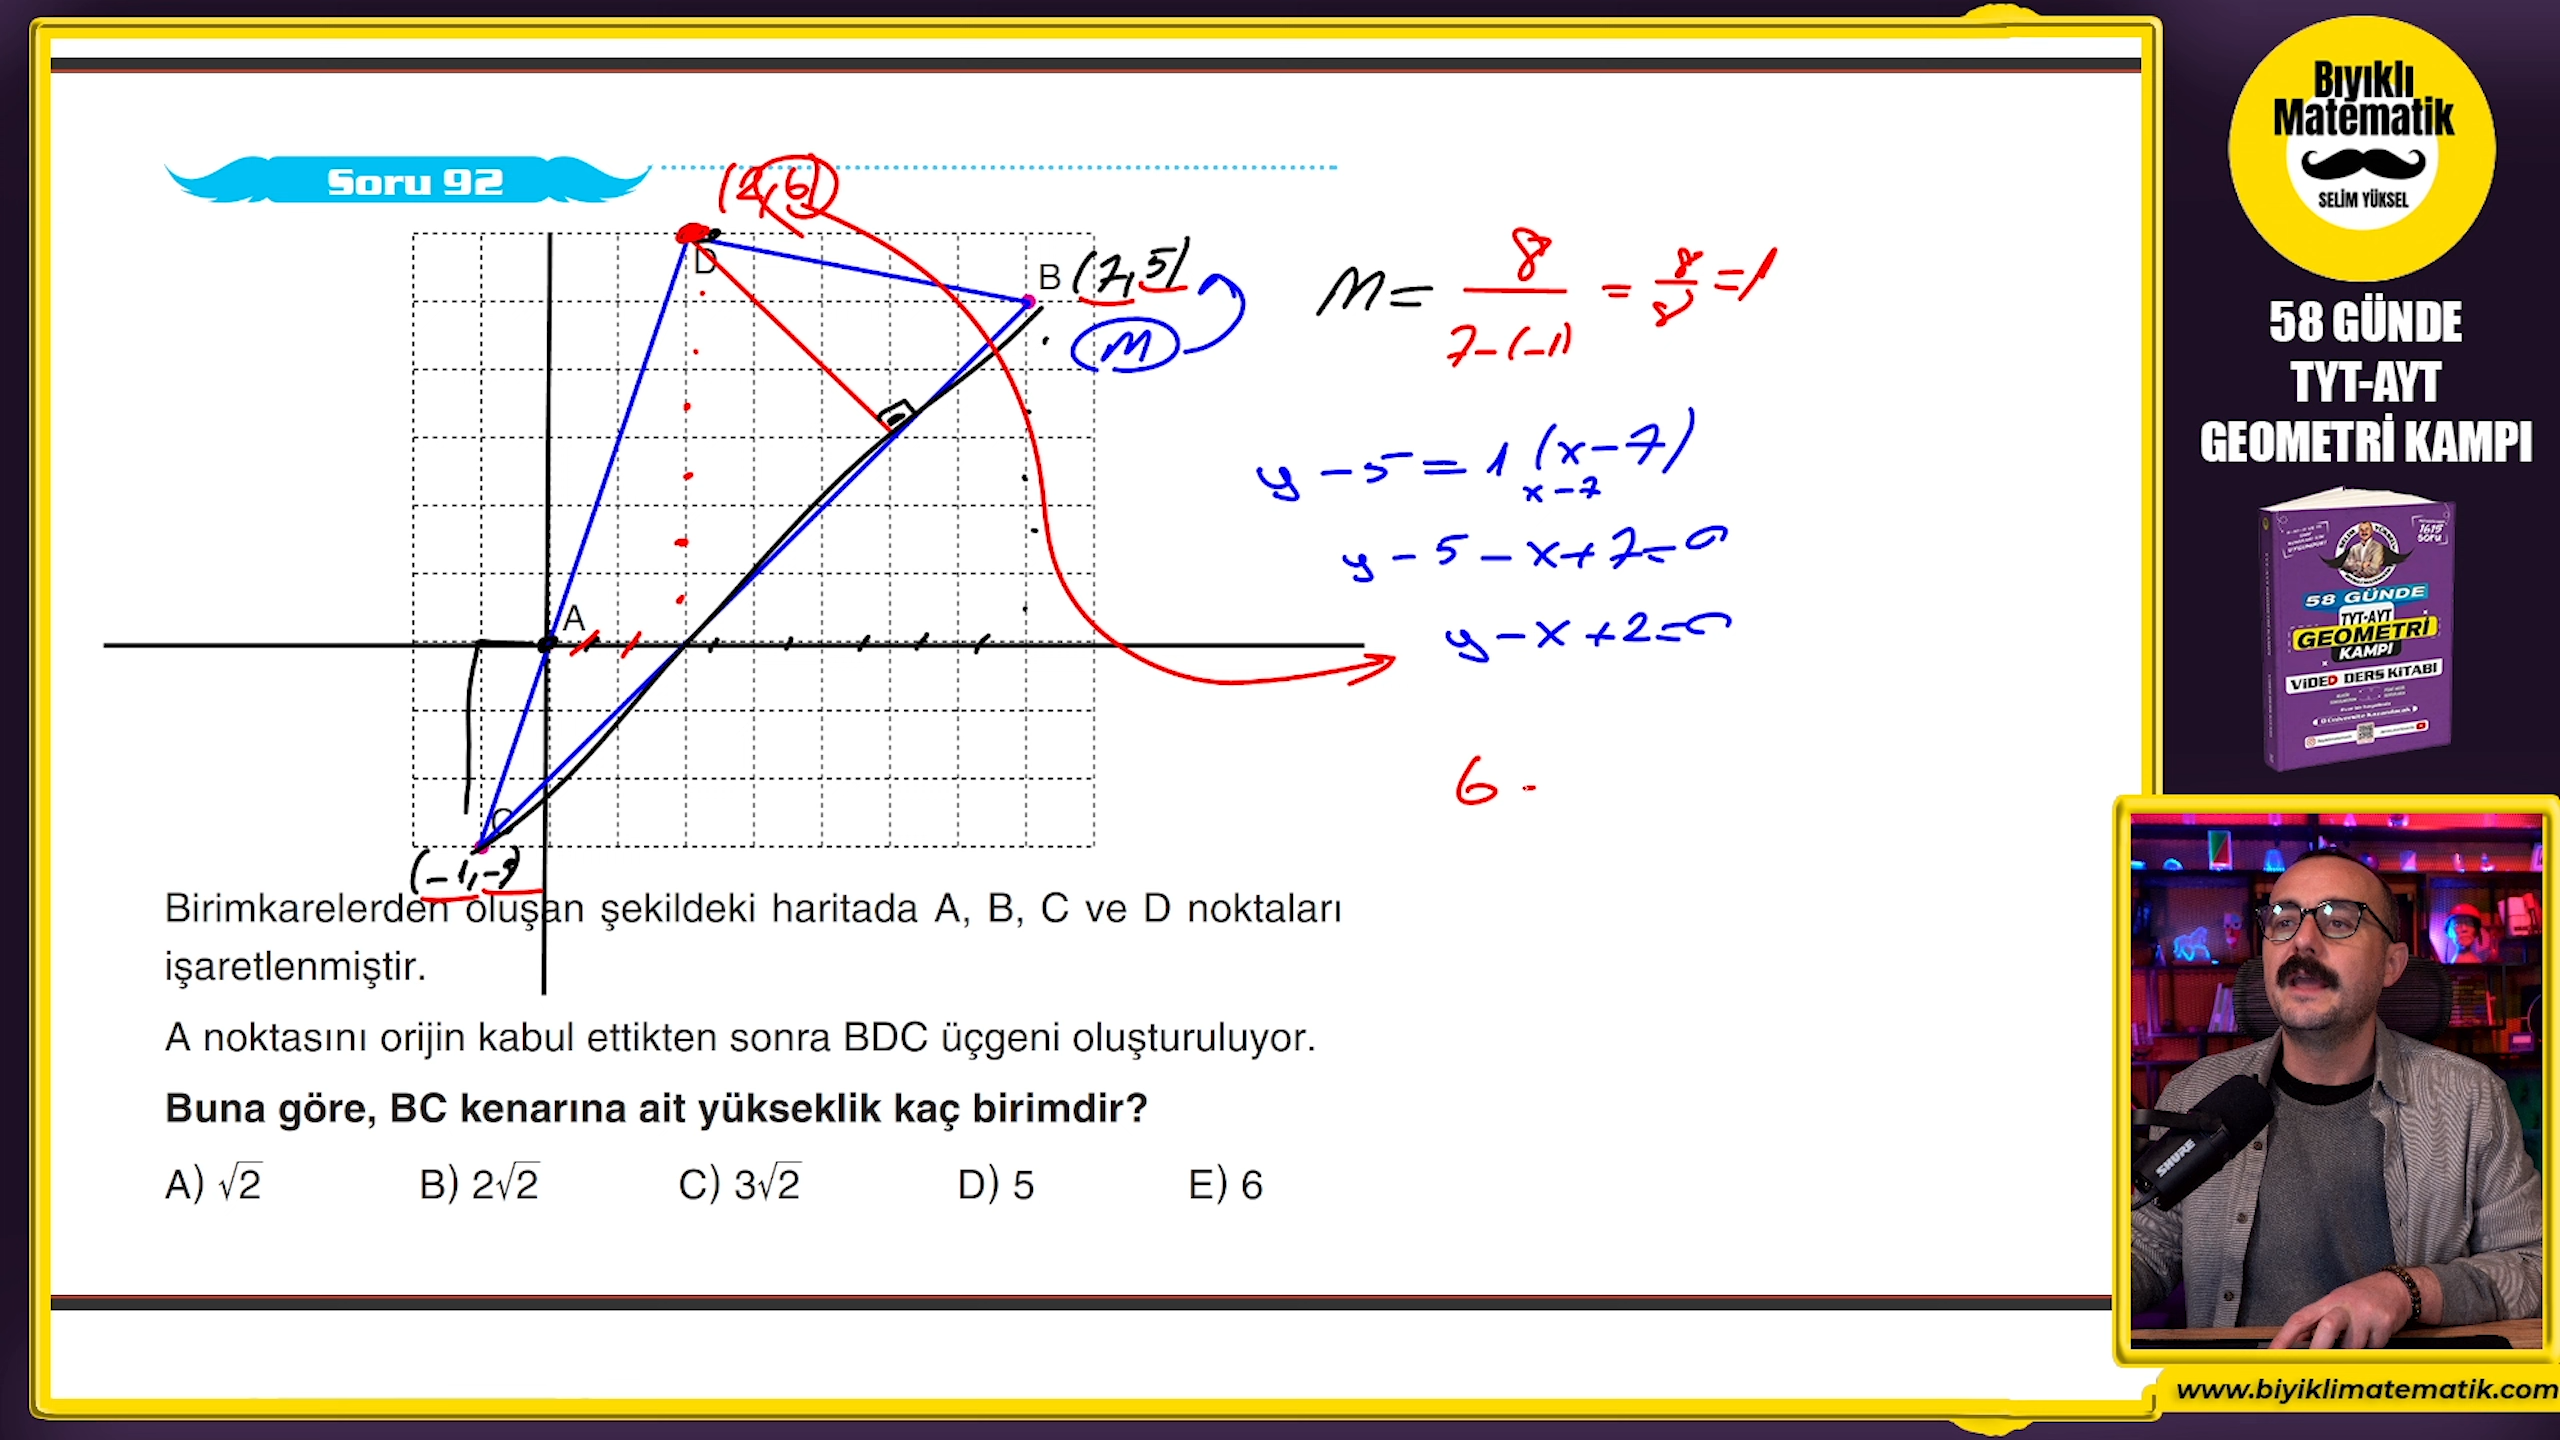 Soru 92
(2,6)
D
B (7,5)
M
A
C
(-1,-3)
M = 8/7-(-1) = 8/8 = 1
y - 5 = 1 (x - 7)
x - 7
y - 5 - x + 7 = 0
y - x + 2 = 0
6 -
Birimkarelerden oluşan şekildeki haritada A, B, C ve D noktaları
işaretlenmiştir.
A noktasını orijin kabul ettikten sonra BDC üçgeni oluşturuluyor.
Buna göre, BC kenarına ait yükseklik kaç birimdir?
A) √2 B) 2√2 C) 3√2 D) 5 E) 6
Bıyıklı
Matematik
SELİM YÜKSEL
58 GÜNDE
TYT-AYT
GEOMETRİ KAMPI
1615
SORU
58 GÜNDE
TYT-AYT
GEOMETRİ
KAMPI
VİDEO DERS KİTABI
SHURE
www.biyiklimatematik.com